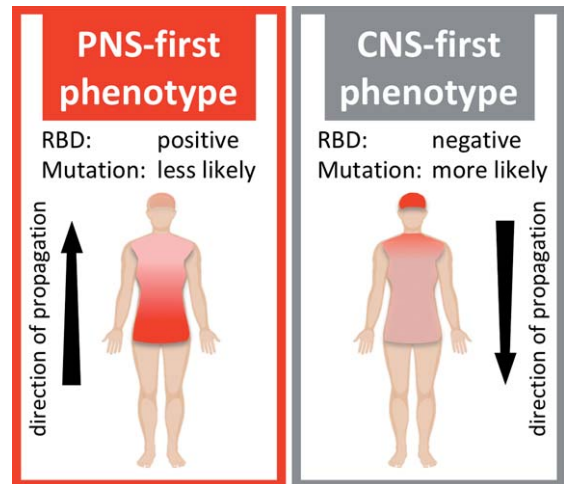 PNS-first
phenotype
RBD: positive
Mutation: less likely
direction of propagation
CNS-first
phenotype
RBD: negative
Mutation: more likely
direction of propagation